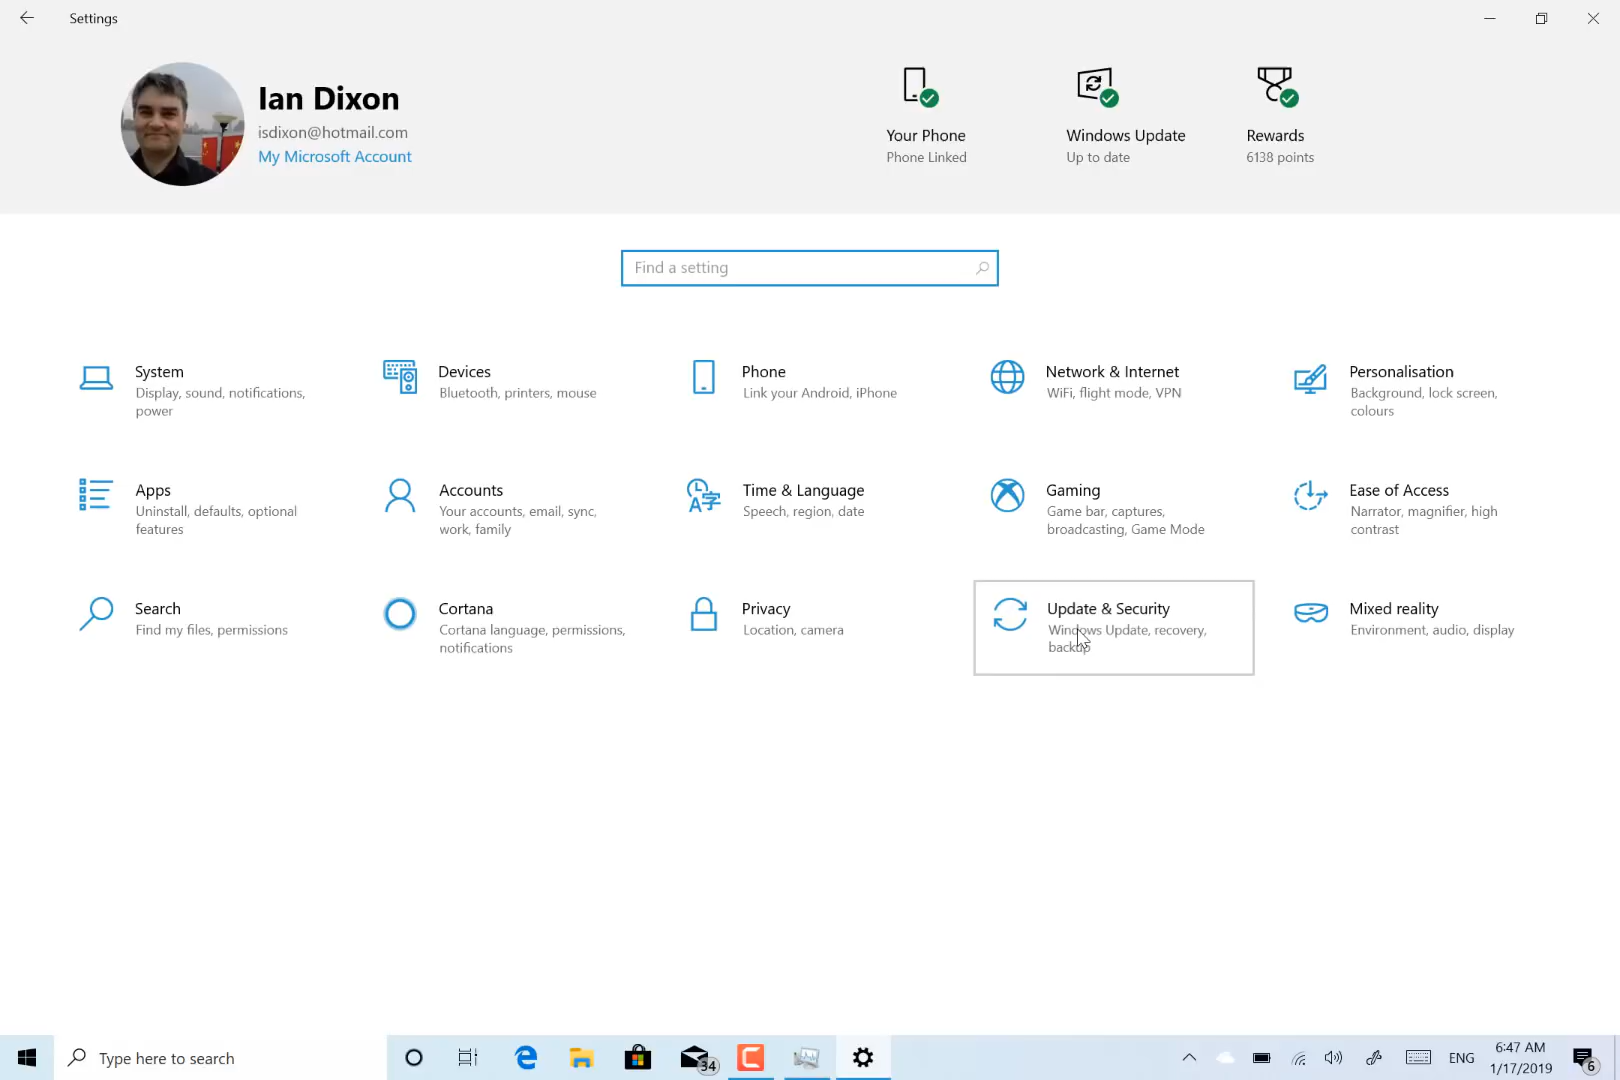 Settings
Ian Dixon
isdixon@hotmail.com
My Microsoft Account
Your Phone
Phone Linked
Windows Update
Up to date
Rewards
6138 points
Find a setting
System
Display, sound, notifications,
power
Devices
Bluetooth, printers, mouse
Phone
Link your Android, iPhone
Network & Internet
WiFi, flight mode, VPN
Personalisation
Background, lock screen,
colours
Apps
Uninstall, defaults, optional
features
Accounts
Your accounts, email, sync,
work, family
Time & Language
Speech, region, date
Gaming
Game bar, captures,
broadcasting, Game Mode
Ease of Access
Narrator, magnifier, high
contrast
Search
Find my files, permissions
Cortana
Cortana language, permissions,
notifications
Privacy
Location, camera
Update & Security
Windows Update, recovery,
backup
Mixed reality
Environment, audio, display
Type here to search
34
ENG
6:47 AM
1/17/2019
6